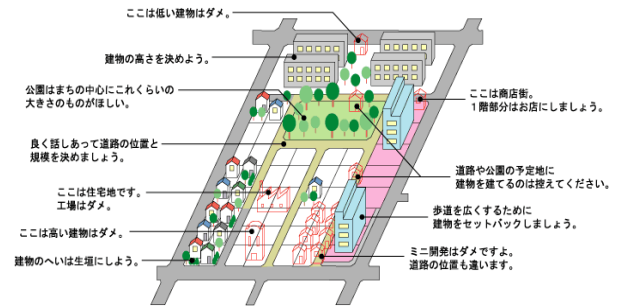 ここは低い建物はダメ。
建物の高さを決めよう。
公園はまちの中心にこれくらいの
大きさのものがほしい。
良く話しあって道路の位置と
規模を決めましょう。
ここは住宅地です。
工場はダメ。
ここは高い建物はダメ。
建物のへいは生垣にしよう。
ここは商店街。
1階部分はお店にしましょう。
道路や公園の予定地に
建物を建てるのは控えてください。
歩道を広くするために
建物をセットバックしましょう。
ミニ開発はダメですよ。
道路の位置も違います。